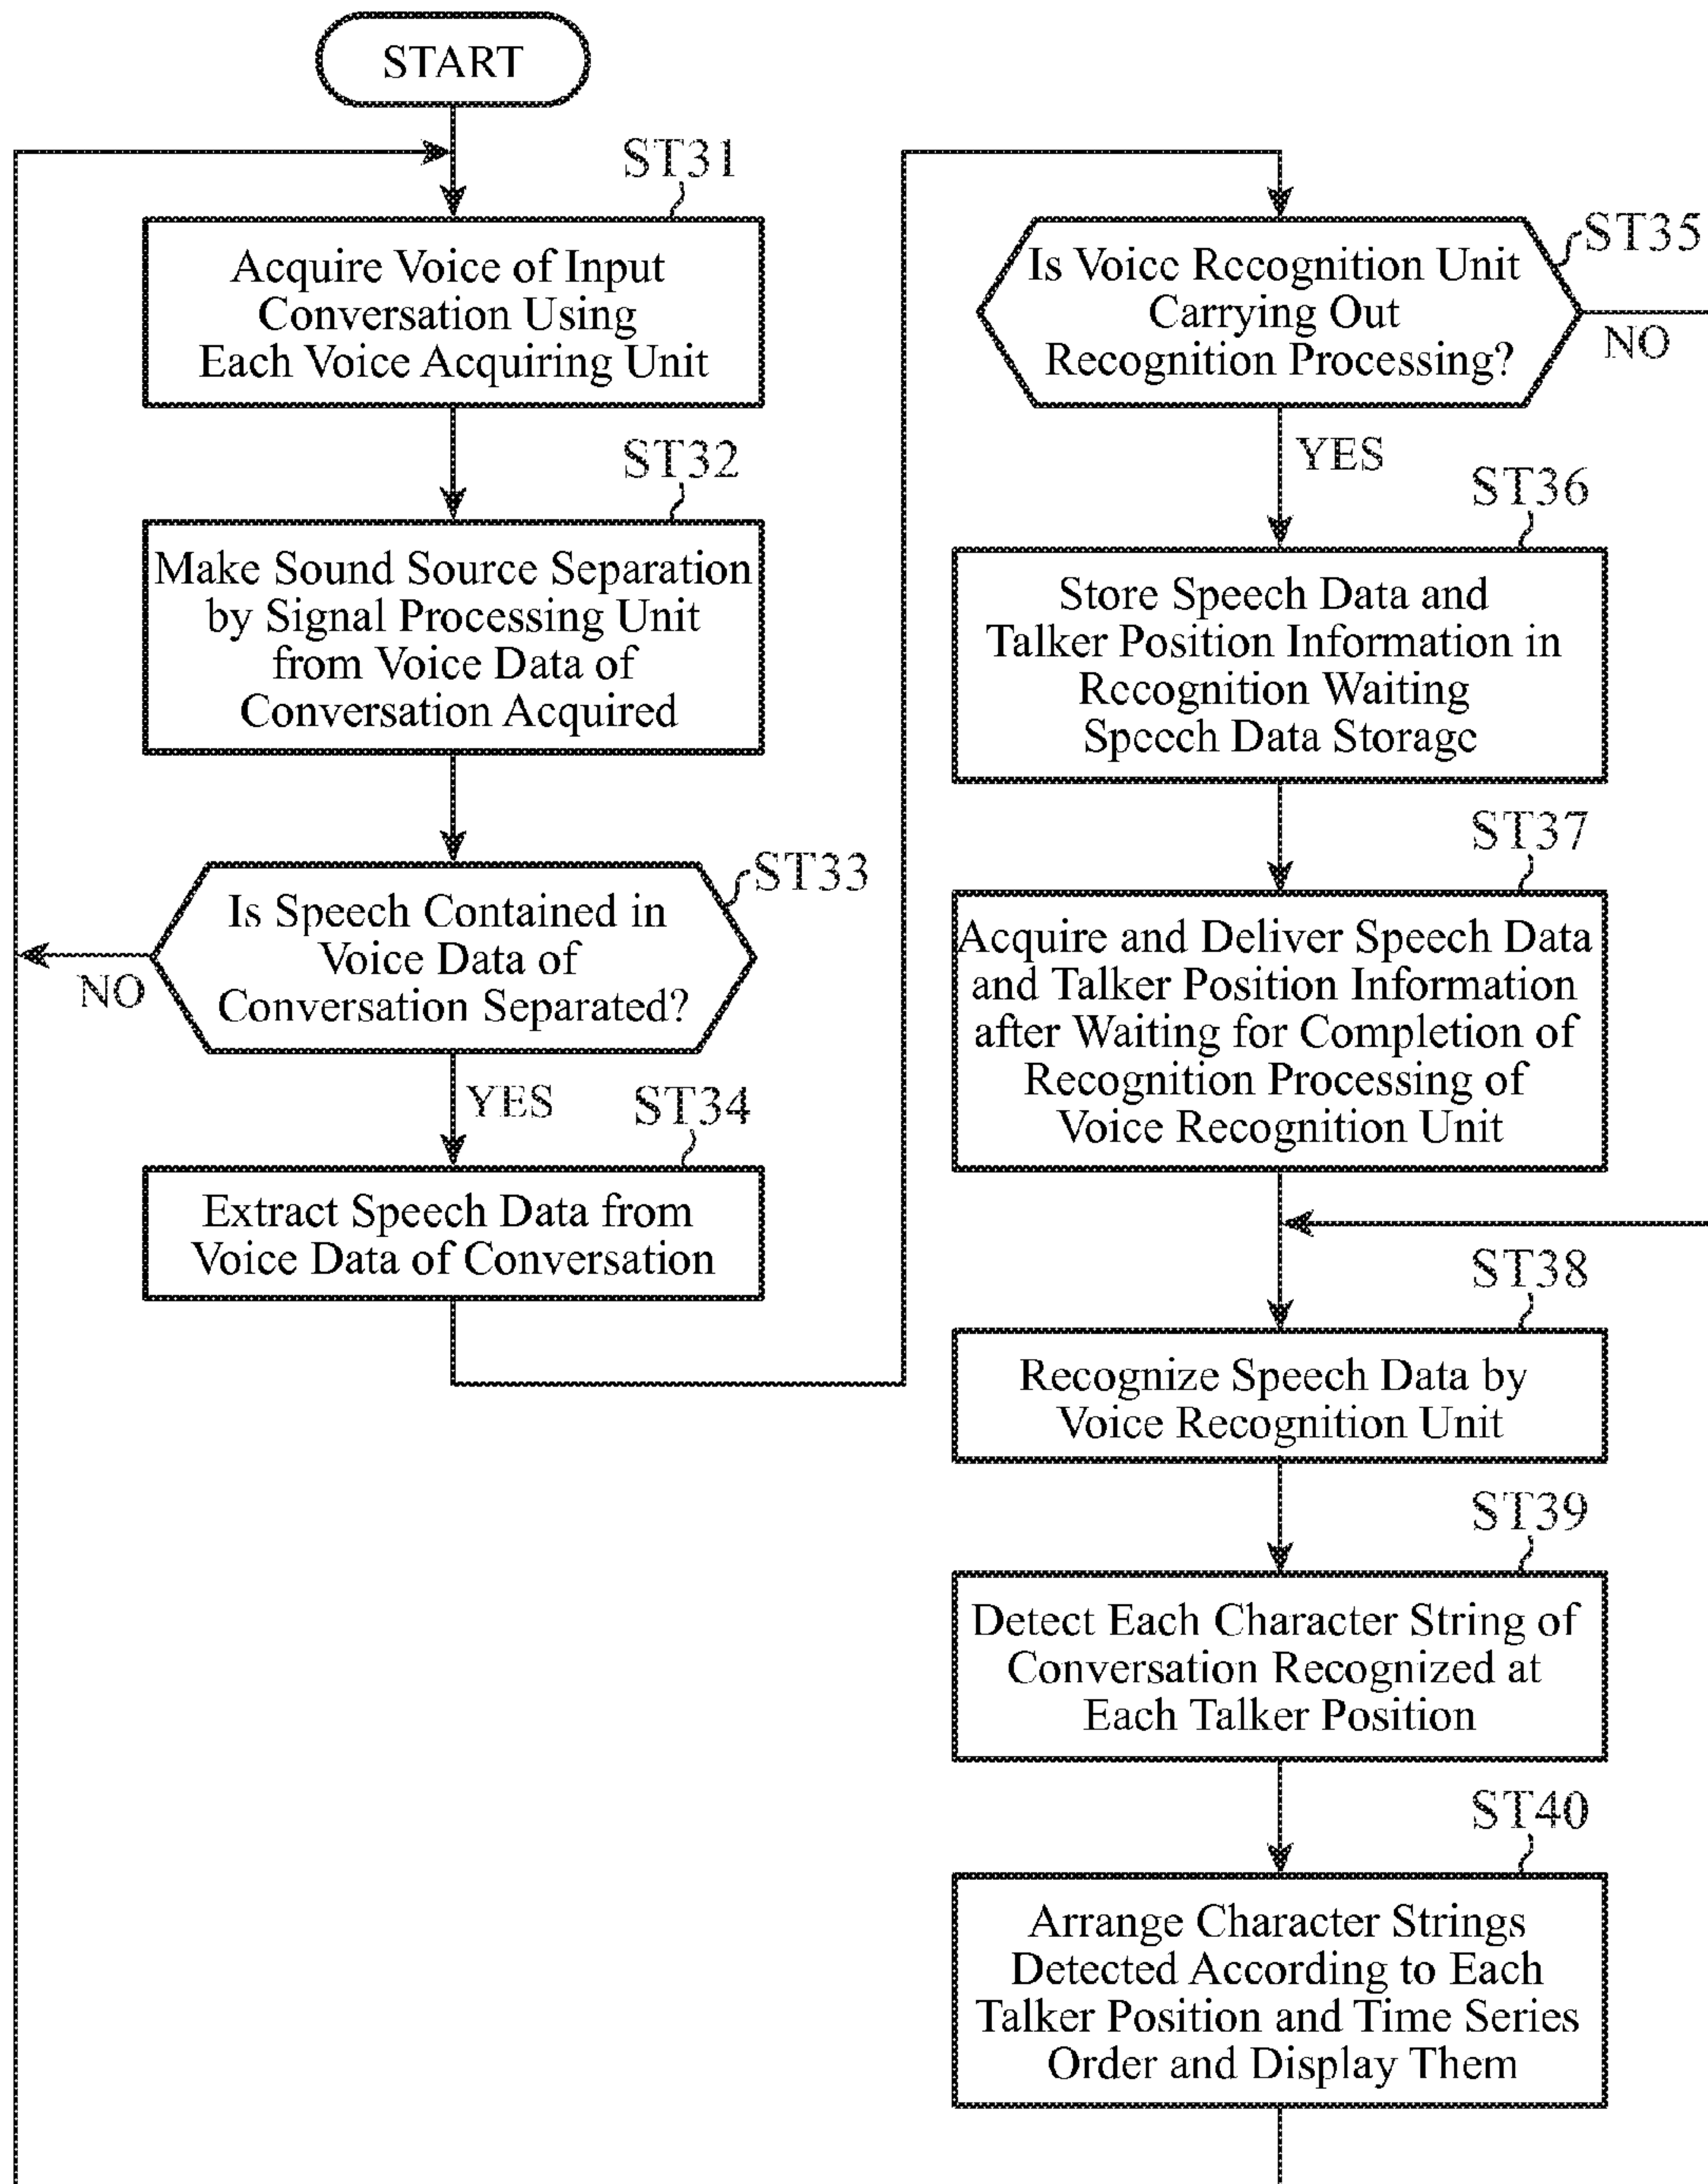 START
ST31
Acquire Voice of Input
Conversation Using
Each Voice Acquiring Unit
ST32
Make Sound Source Separation
by Signal Processing Unit
from Voice Data of
Conversation Acquired
ST33
Is Speech Contained in
Voice Data of
Conversation Separated?
NO
YES
ST34
Extract Speech Data from
Voice Data of Conversation
ST35
Is Voice Recognition Unit
Carrying Out
Recognition Processing?
NO
YES
ST36
Store Speech Data and
Talker Position Information in
Recognition Waiting
Speech Data Storage
ST37
Acquire and Deliver Speech Data
and Talker Position Information
after Waiting for Completion of
Recognition Processing of
Voice Recognition Unit
ST38
Recognize Speech Data by
Voice Recognition Unit
ST39
Detect Each Character String of
Conversation Recognized at
Each Talker Position
ST40
Arrange Character Strings
Detected According to Each
Talker Position and Time Series
Order and Display Them